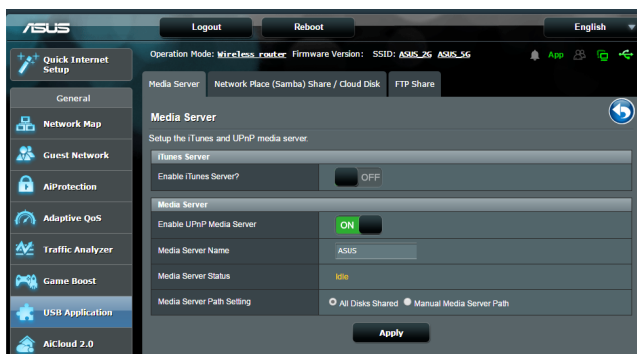 ASUS Logout Reboot English
Operation Mode: Wireless router Firmware Version: SSID: ASUS_2G ASUS_5G App
Quick Internet Setup
General
Network Map
Guest Network
AiProtection
Adaptive QoS
Traffic Analyzer
Game Boost
USB Application
AiCloud 2.0
Media Server Network Place (Samba) Share / Cloud Disk FTP Share
Media Server
Setup the iTunes and UPnP media server.
iTunes Server
Enable iTunes Server? OFF
Media Server
Enable UPnP Media Server ON
Media Server Name ASUS
Media Server Status Idle
Media Server Path Setting All Disks Shared Manual Media Server Path
Apply